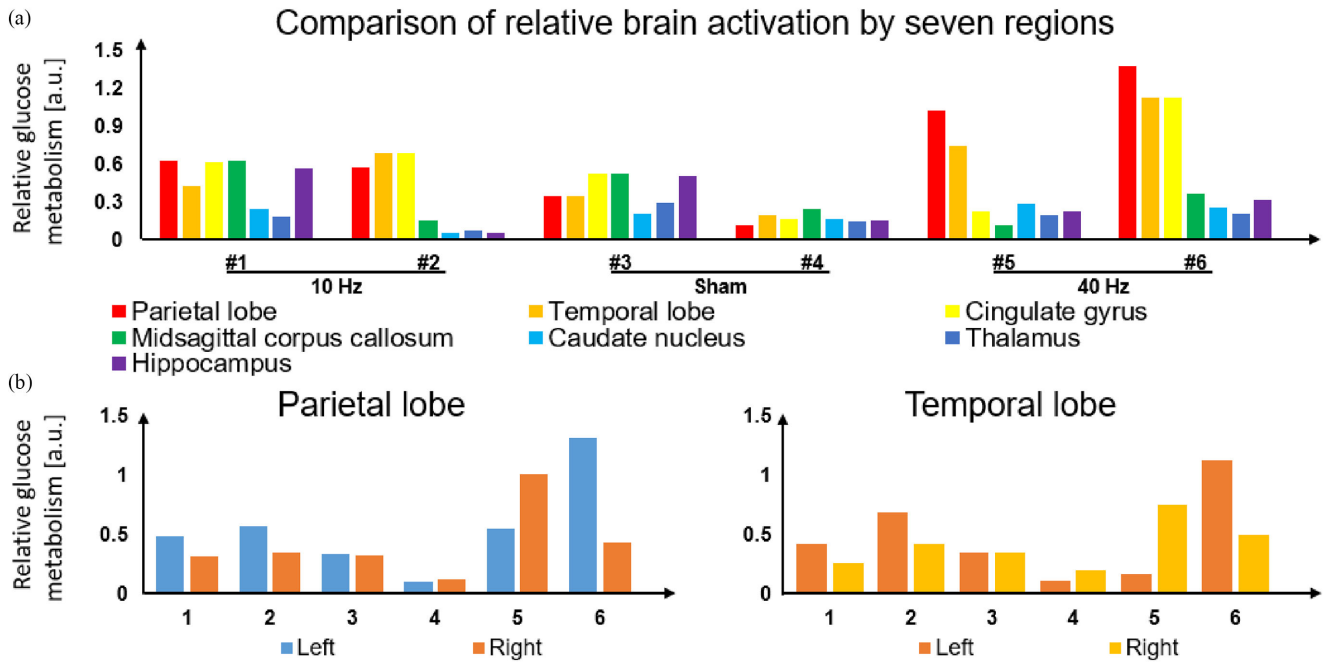 (a)
Comparison of relative brain activation by seven regions
Relative glucose
metabolism [a.u.]
1.5
1.2
0.9
0.6
0.3
0
#1 #2 #3 #4 #5 #6
10 Hz Sham 40 Hz
Parietal lobe Temporal lobe Cingulate gyrus
Midsagittal corpus callosum Caudate nucleus Thalamus
Hippocampus
(b)
Parietal lobe
Relative glucose
metabolism [a.u.]
1.5
1
0.5
0
1 2 3 4 5 6
Left Right
Temporal lobe
1.5
1
0.5
0
1 2 3 4 5 6
Left Right